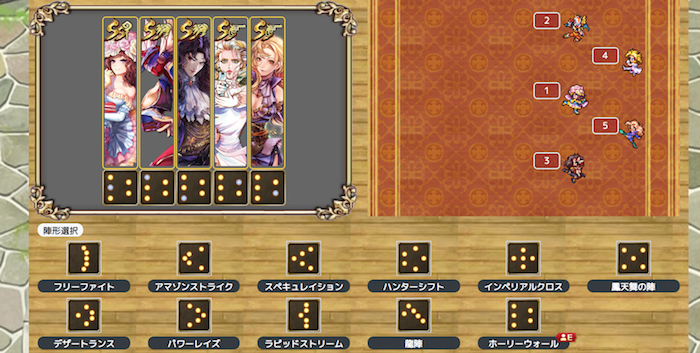 SS
S
S
S
S
2
4
1
5
3
陣形選択
フリーファイト
アマゾンストライク
スペキュレイション
ハンターシフト
インペリアルクロス
鳳天舞の陣
デザートランス
パワーレイズ
ラピッドストリーム
龍陣
ホーリーウォール
E